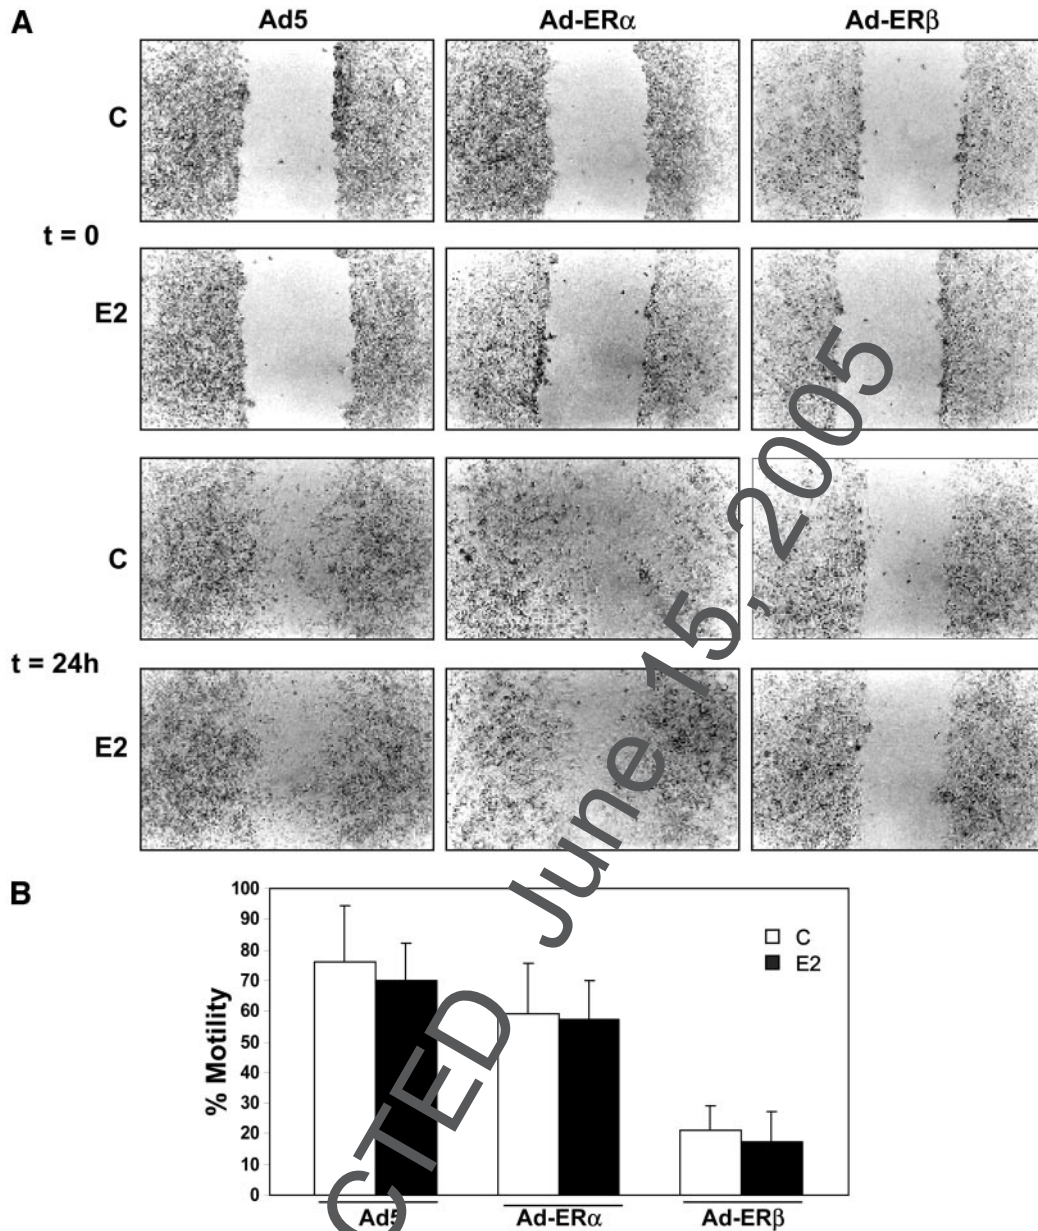 A
Ad5
Ad-ERα
Ad-ERβ
C
t = 0
E2
C
t = 24h
E2
B
100
90
80
70
60
50
40
30
20
10
0
% Motility
C
E2
Ad5
Ad-ERα
Ad-ERβ
CTED June 15, 2005